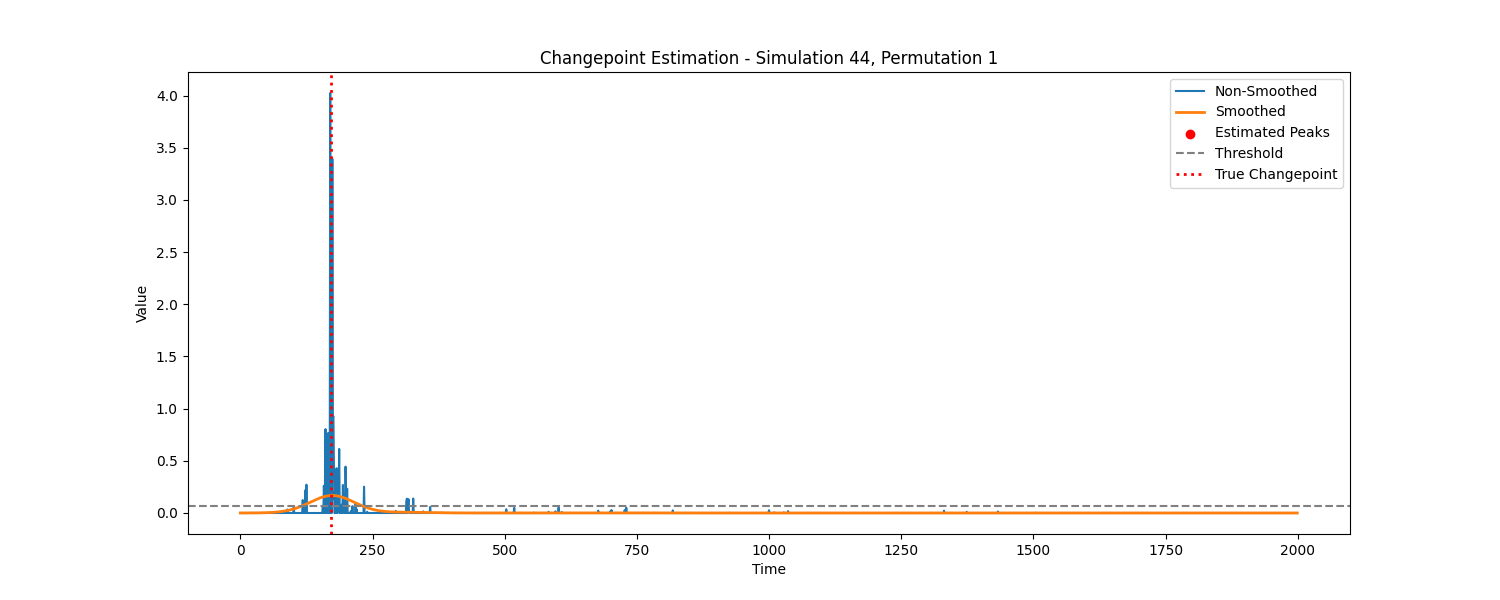 Changepoint Estimation - Simulation 44, Permutation 1
Non-Smoothed
Smoothed
Estimated Peaks
Threshold
True Changepoint
Value
4.0
3.5
3.0
2.5
2.0
1.5
1.0
0.5
0.0
0 250 500 750 1000 1250 1500 1750 2000
Time